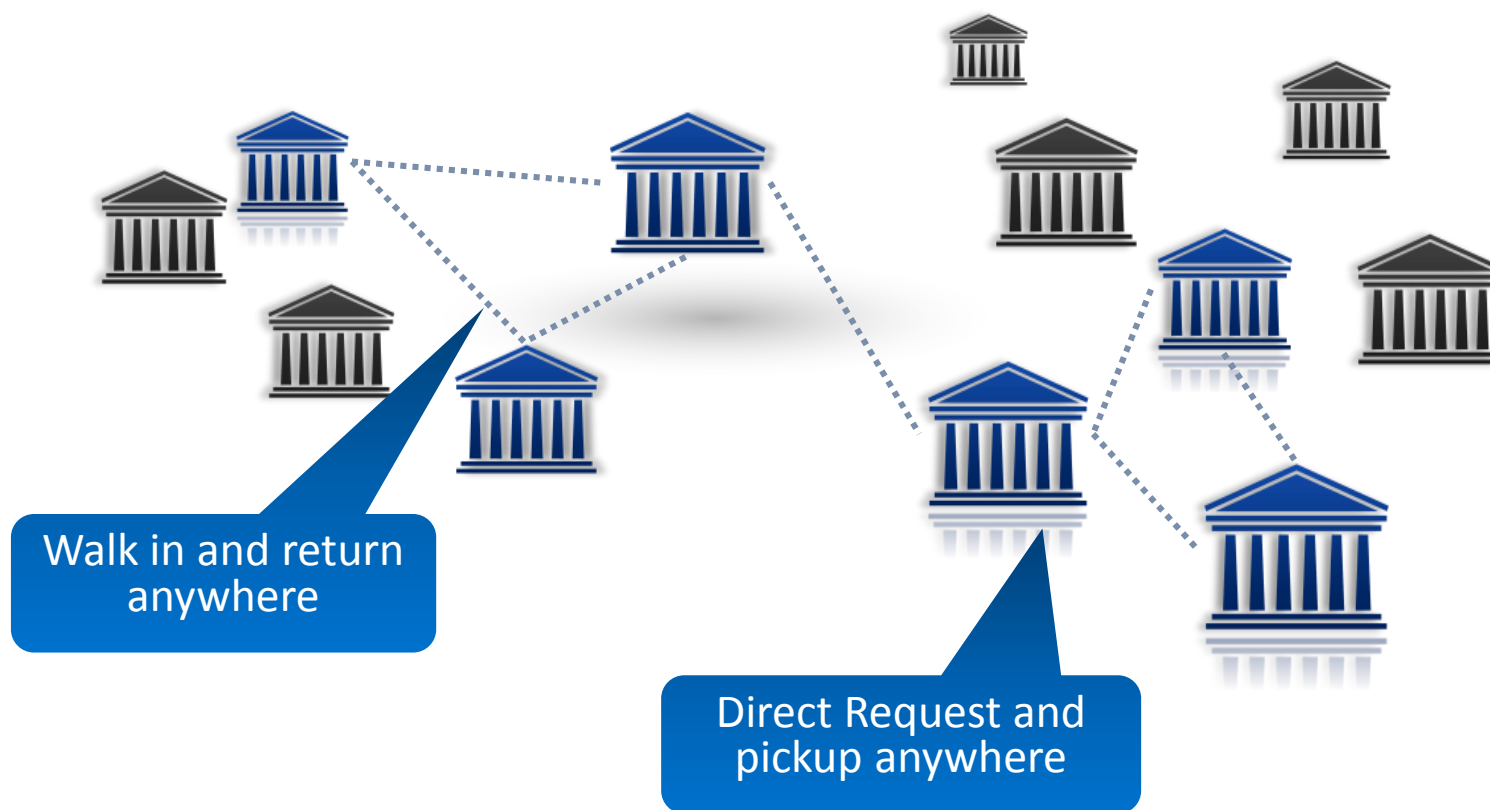 Walk in and return
anywhere
Direct Request and
pickup anywhere